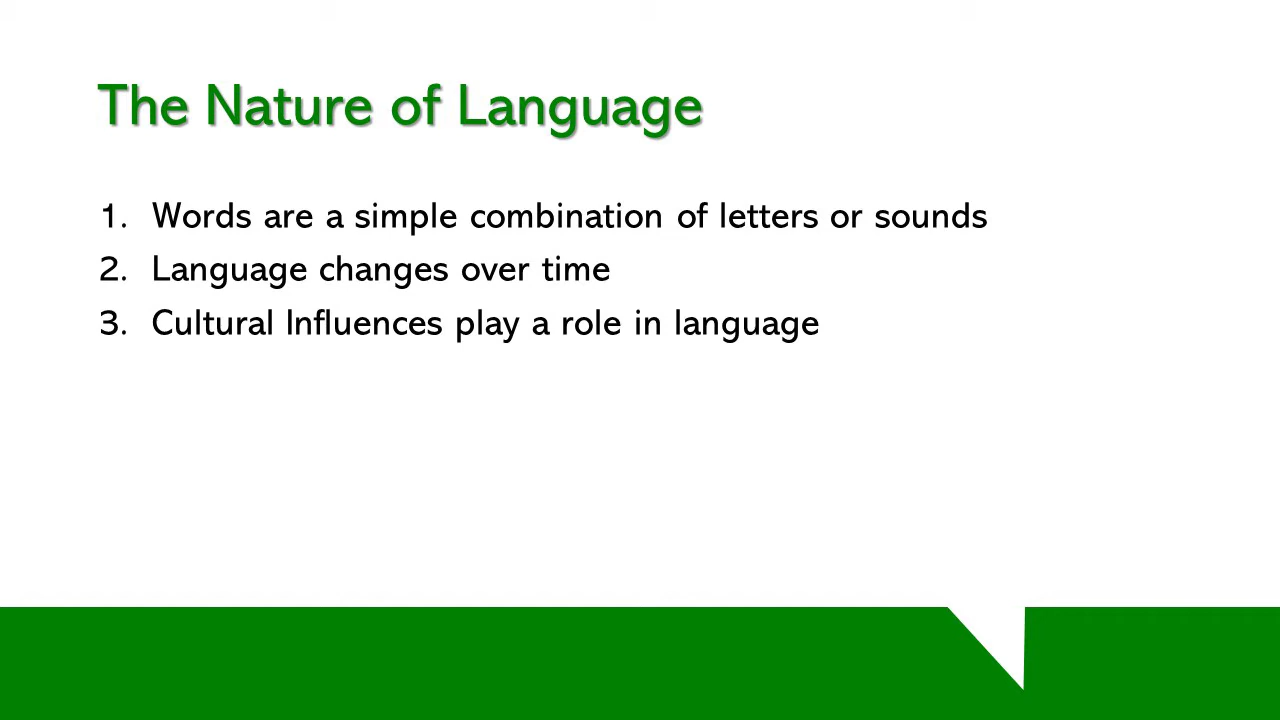 The Nature of Language
1. Words are a simple combination of letters or sounds
2. Language changes over time
3. Cultural Influences play a role in language